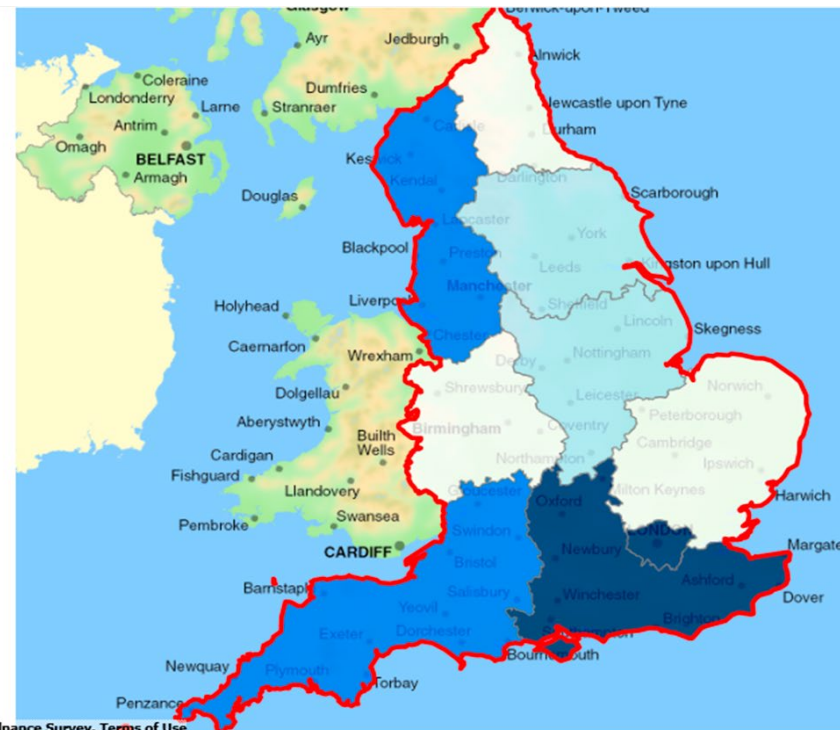 Glasgow
Berwick-upon-Tweed
Ayr
Jedburgh
Alnwick
Coleraine
Dumfries
Londonderry
Larne
Stranraer
Newcastle upon Tyne
Antrim
Carlisle
Durham
Omagh
BELFAST
Keswick
Armagh
Kendal
Darlington
Douglas
Scarborough
Lancaster
York
Blackpool
Preston
Leeds
Kingston upon Hull
Manchester
Holyhead
Liverpool
Sheffield
Lincoln
Skegness
Chester
Caernarfon
Wrexham
Derby
Nottingham
Dolgellau
Shrewsbury
Norwich
Leicester
Peterborough
Aberystwyth
Birmingham
Coventry
Builth
Wells
Cambridge
Cardigan
Northampton
Ipswich
Fishguard
Llandovery
Gloucester
Milton Keynes
Harwich
Oxford
Pembroke
Swansea
Swindon
LONDON
CARDIFF
Newbury
Margate
Bristol
Ashford
Barnstaple
Salisbury
Winchester
Dover
Yeovil
Brighton
Exeter
Dorchester
Southampton
Bournemouth
Newquay
Plymouth
Torbay
Penzance
dnance Survey, Terms of Use